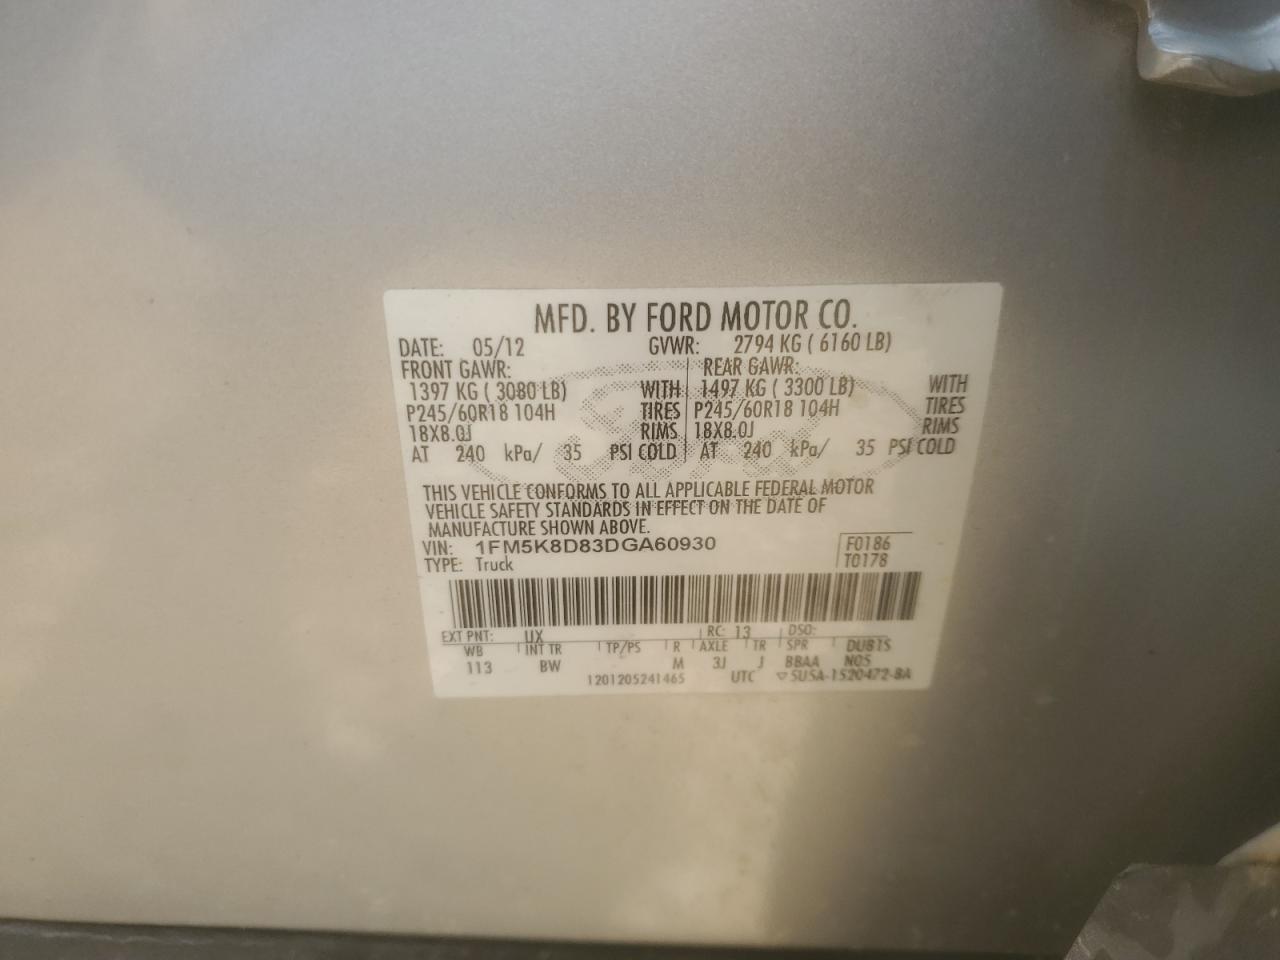 MFD. BY FORD MOTOR CO.
DATE: 05/12 GVWR: 2794 KG ( 6160 LB)
FRONT GAWR: REAR GAWR:
1397 KG ( 3080 LB) WITH 1497 KG ( 3300 LB) WITH
P245/60R18 104H TIRES P245/60R18 104H TIRES
18X8.0J RIMS 18X8.0J RIMS
AT 240 kPa/ 35 PSI COLD AT 240 kPa/ 35 PSI COLD
THIS VEHICLE CONFORMS TO ALL APPLICABLE FEDERAL MOTOR
VEHICLE SAFETY STANDARDS IN EFFECT ON THE DATE OF
MANUFACTURE SHOWN ABOVE.
VIN: 1FM5K8D83DGA60930 F0186
TYPE: Truck T0178
EXT PNT: UX RC: 13 DSO:
WB INT TR TP/PS R AXLE TR SPR DUBTS
113 BW M 3J J BBAA N05
1201205241465 UTC ▽5USA-1520472-BA